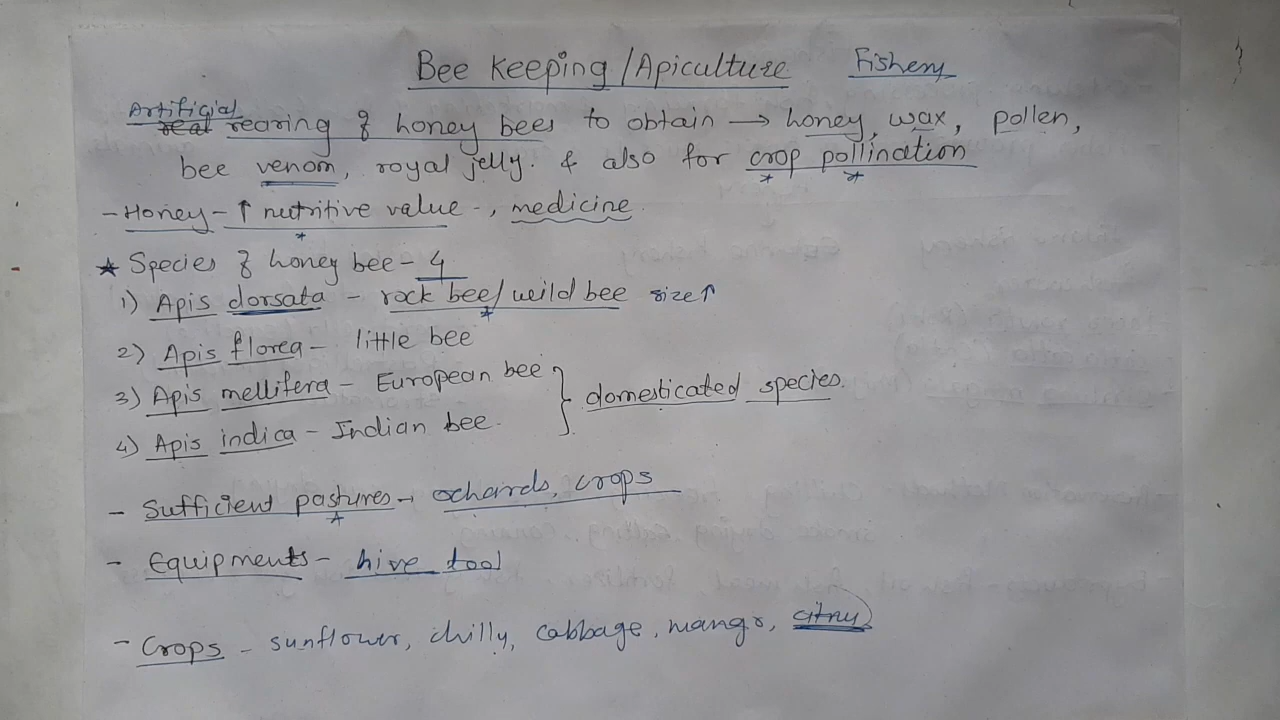 Bee Keeping/Apiculture Fishery
Artificial
real rearing of honey bees to obtain → honey, wax, pollen,
bee venom, royal jelly. & also for crop pollination
- Honey - ↑ nutritive value -, medicine.
* Species of honey bee - 4
1) Apis dorsata - rock bee/wild bee size↑
2) Apis florea - little bee
3) Apis mellifera - European bee } domesticated species.
4) Apis indica - Indian bee.
- Sufficient pastures - ochards, crops
- Equipments - hive tool
- Crops - sunflower, chilly, cabbage, mango,